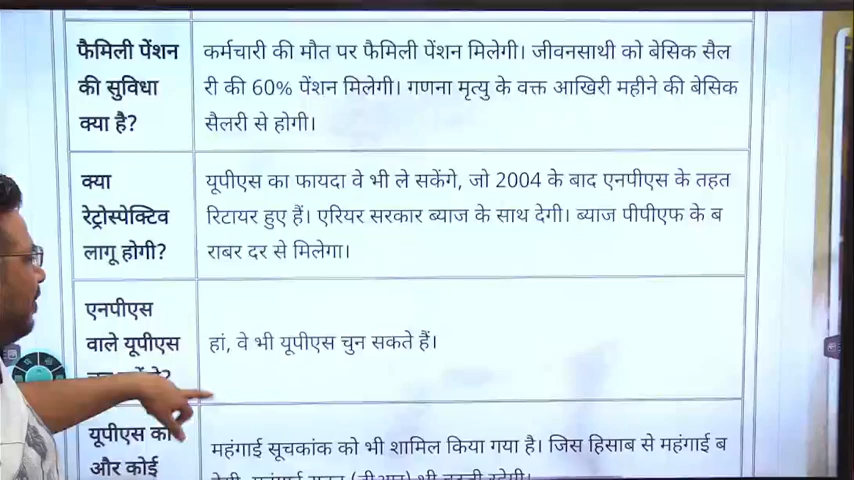 फैमिली पेंशन
की सुविधा
क्या है?
कर्मचारी की मौत पर फैमिली पेंशन मिलेगी। जीवनसाथी को बेसिक सैल
री की 60% पेंशन मिलेगी। गणना मृत्यु के वक्त आखिरी महीने की बेसिक
सैलरी से होगी।
क्या
रेट्रोस्पेक्टिव
लागू होगी?
यूपीएस का फायदा वे भी ले सकेंगे, जो 2004 के बाद एनपीएस के तहत
रिटायर हुए हैं। एरियर सरकार ब्याज के साथ देगी। ब्याज पीपीएफ के ब
राबर दर से मिलेगा।
एनपीएस
वाले यूपीएस
हां, वे भी यूपीएस चुन सकते हैं।
यूपीएस का
और कोई
महंगाई सूचकांक को भी शामिल किया गया है। जिस हिसाब से महंगाई ब